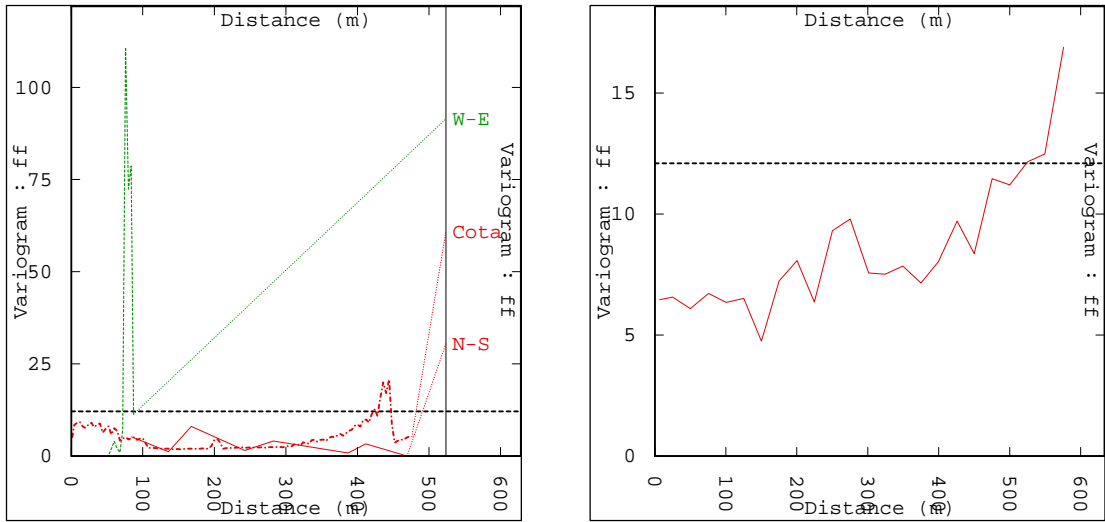 Distance (m)
100
75
50
25
0
Variogram : ff
W-E
Cota
N-S
Variogram : ff
0
100
200
300
400
500
600
Distance (m)
Distance (m)
15
10
5
0
Variogram : ff
Variogram : ff
0
100
200
300
400
500
600
Distance (m)